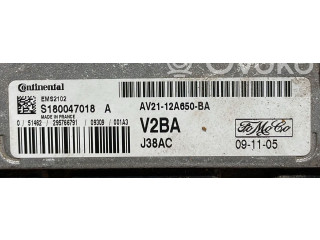 Continental
EMS2102
S180047018 A
MADE IN FRANCE
AV21-12A650-BA
0 / 51462 / 295766791 / 09309 / 001A3
V2BA
J38AC
FoMoCo
09-11-05
OVOKO